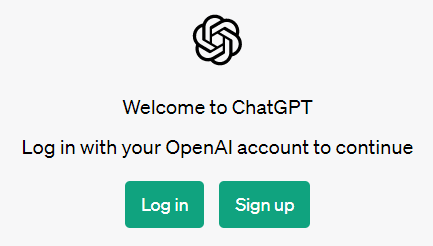 Welcome to ChatGPT
Log in with your OpenAI account to continue
Log in
Sign up